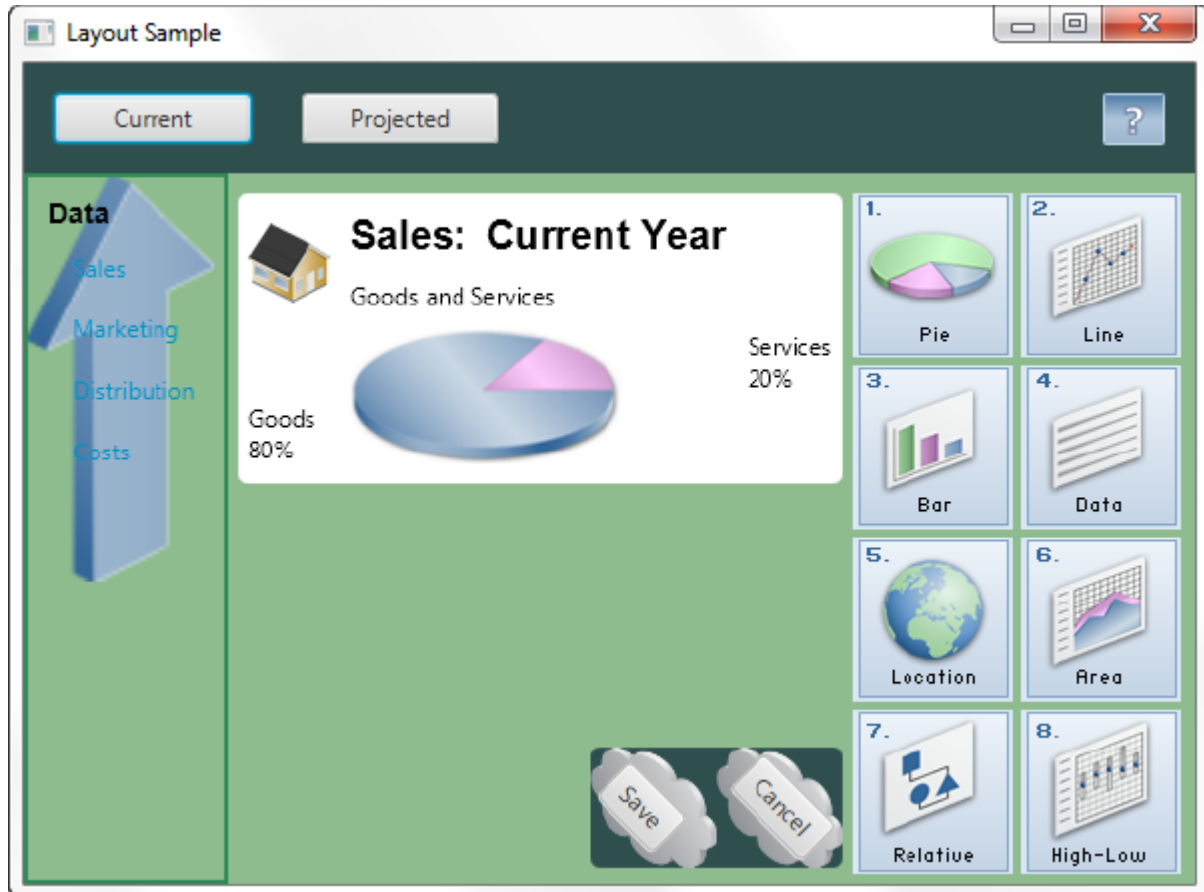 Layout Sample
Current
Projected
?
Data
Sales
Marketing
Distribution
Costs
Sales: Current Year
Goods and Services
Services
20%
Goods
80%
1.
Pie
2.
Line
3.
Bar
4.
Data
5.
Location
6.
Area
7.
Relative
8.
High-Low
Save
Cancel